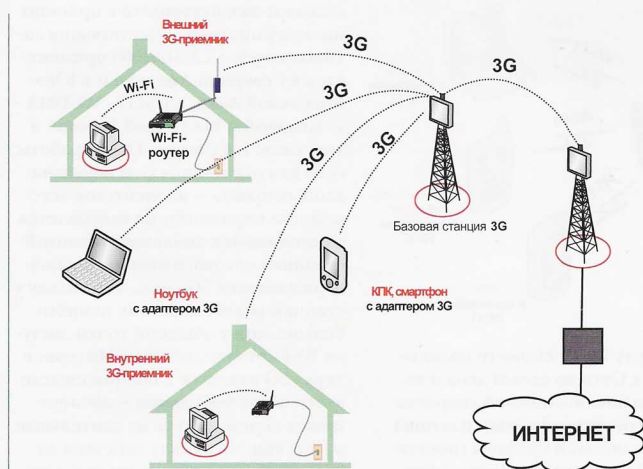 Внешний
3G-приемник
3G
3G
3G
Wi-Fi
3G
3G
Wi-Fi-
роутер
Базовая станция 3G
Ноутбук
с адаптером 3G
КПК, смартфон
с адаптером 3G
Внутренний
3G-приемник
ИНТЕРНЕТ